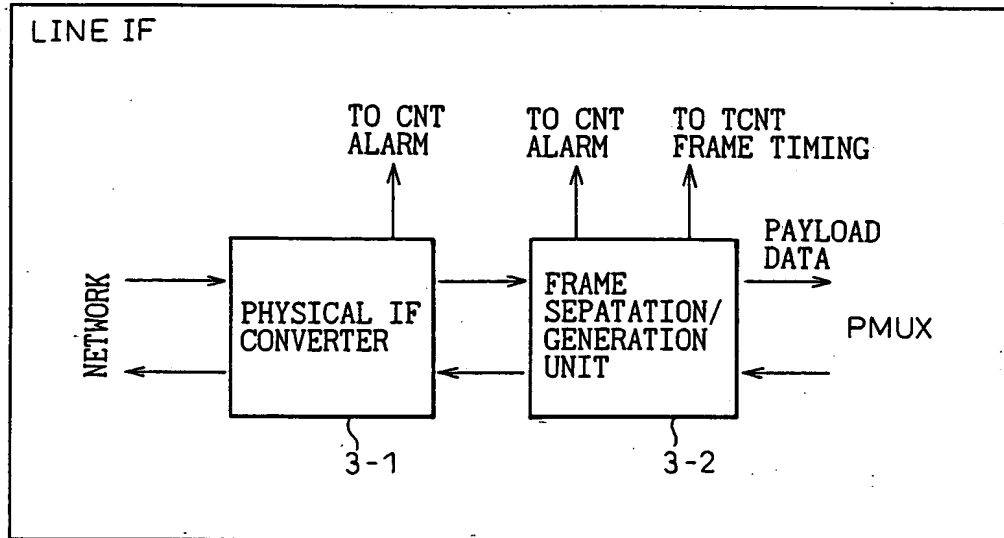 LINE IF
TO CNT
ALARM
TO CNT
ALARM
TO TCNT
FRAME TIMING
NETWORK
PHYSICAL IF
CONVERTER
FRAME
SEPATATION/
GENERATION
UNIT
PAYLOAD
DATA
PMUX
3-1
3-2